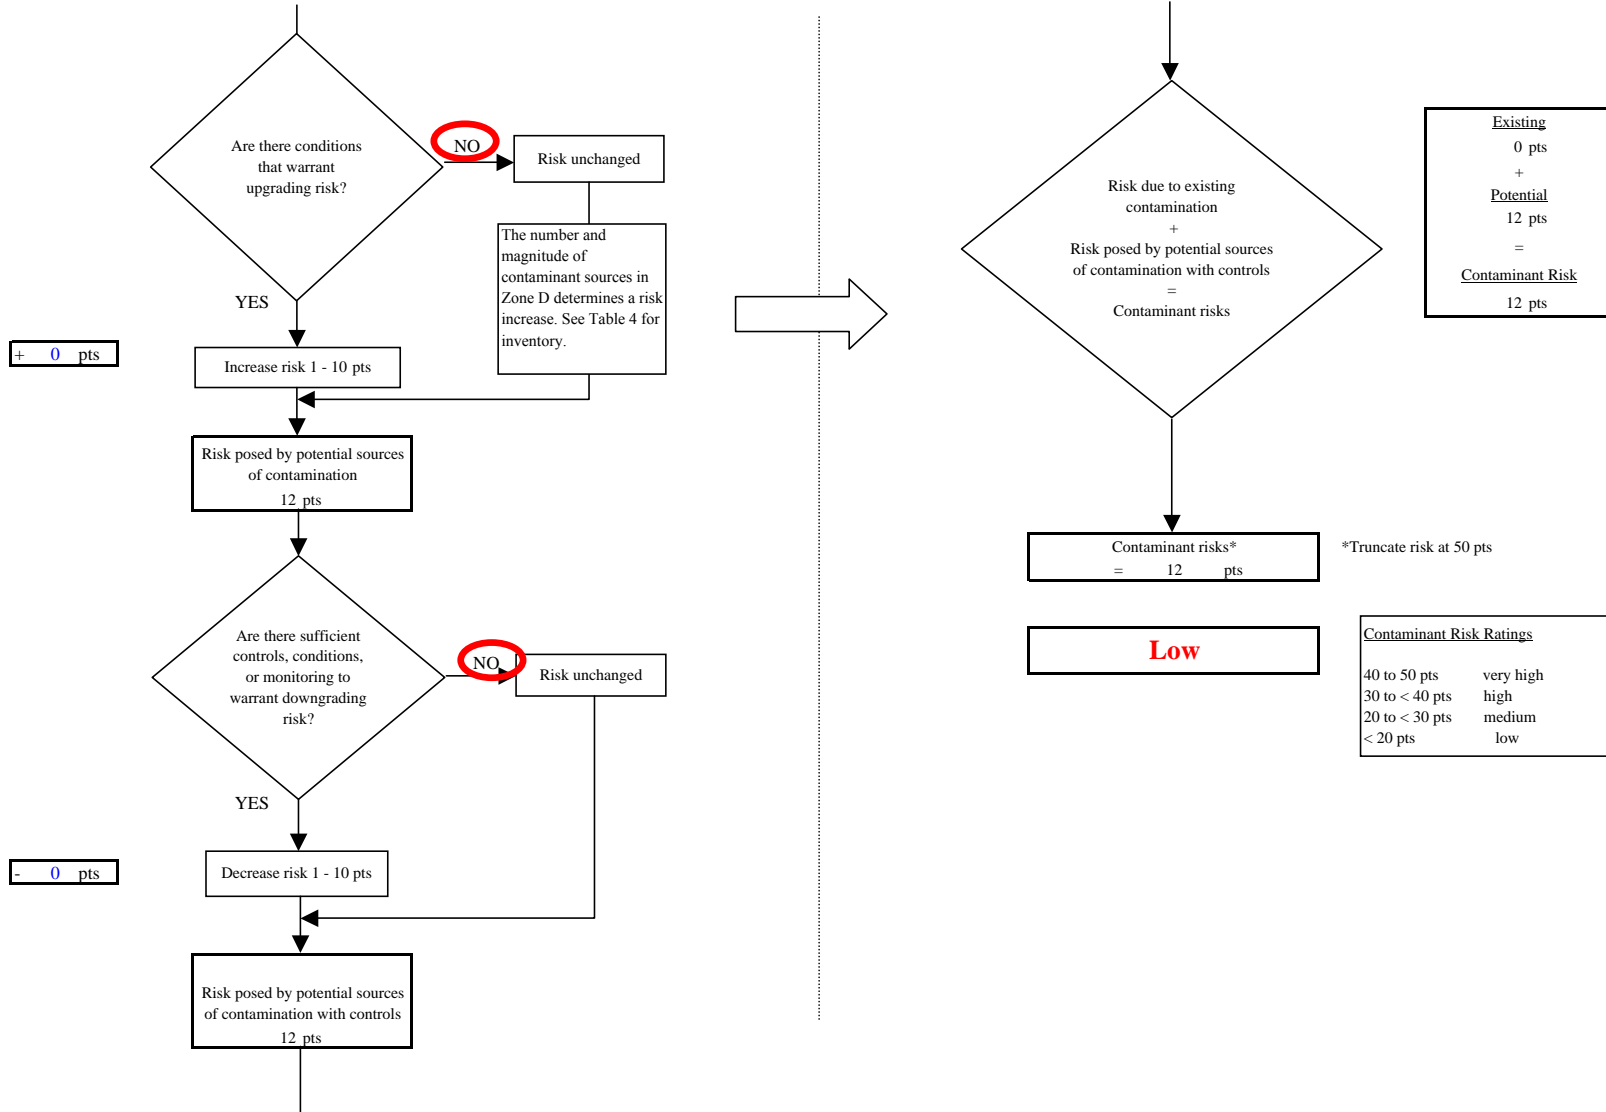 Are there conditions
that warrant
upgrading risk?
NO
Risk unchanged
The number and
magnitude of
contaminant sources in
Zone D determines a risk
increase. See Table 4 for
inventory.
YES
+ 0 pts
Increase risk 1 - 10 pts
Risk posed by potential sources
of contamination
12 pts
Are there sufficient
controls, conditions,
or monitoring to
warrant downgrading
risk?
NO
Risk unchanged
YES
- 0 pts
Decrease risk 1 - 10 pts
Risk posed by potential sources
of contamination with controls
12 pts
Risk due to existing
contamination
+
Risk posed by potential sources
of contamination with controls
=
Contaminant risks
Existing
0 pts
+
Potential
12 pts
=
Contaminant Risk
12 pts
Contaminant risks*
= 12 pts
*Truncate risk at 50 pts
Low
Contaminant Risk Ratings
40 to 50 pts very high
30 to < 40 pts high
20 to < 30 pts medium
< 20 pts low